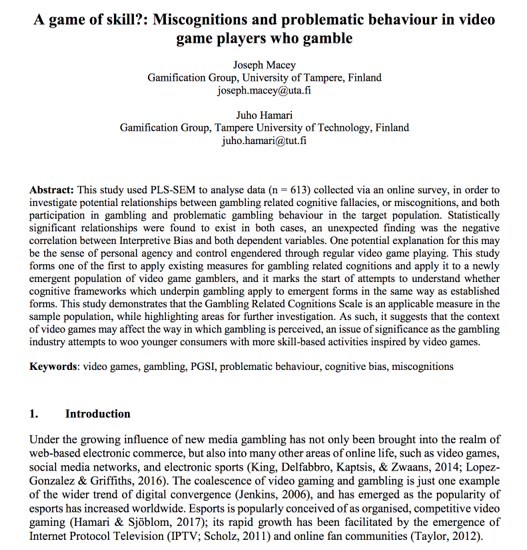 A game of skill?: Miscognitions and problematic behaviour in video
game players who gamble
Joseph Macey
Gamification Group, University of Tampere, Finland
joseph.macey@uta.fi
Juho Hamari
Gamification Group, Tampere University of Technology, Finland
juho.hamari@tut.fi
Abstract: This study used PLS-SEM to analyse data (n = 613) collected via an online survey, in order to
investigate potential relationships between gambling related cognitive fallacies, or miscognitions, and both
participation in gambling and problematic gambling behaviour in the target population. Statistically
significant relationships were found to exist in both cases, an unexpected finding was the negative
correlation between Interpretive Bias and both dependent variables. One potential explanation for this may
be the sense of personal agency and control engendered through regular video game playing. This study
forms one of the first to apply existing measures for gambling related cognitions and apply it to a newly
emergent population of video game gamblers, and it marks the start of attempts to understand whether
cognitive frameworks which underpin gambling apply to emergent forms in the same way as established
forms. This study demonstrates that the Gambling Related Cognitions Scale is an applicable measure in the
sample population, while highlighting areas for further investigation. As such, it suggests that the context
of video games may affect the way in which gambling is perceived, an issue of significance as the gambling
industry attempts to woo younger consumers with more skill-based activities inspired by video games.
Keywords: video games, gambling, PGSI, problematic behaviour, cognitive bias, miscognitions
1. Introduction
Under the growing influence of new media gambling has not only been brought into the realm of
web-based electronic commerce, but also into many other areas of online life, such as video games,
social media networks, and electronic sports (King, Delfabbro, Kaptsis, & Zwaans, 2014; Lopez-
Gonzalez & Griffiths, 2016). The coalescence of video gaming and gambling is just one example
of the wider trend of digital convergence (Jenkins, 2006), and has emerged as the popularity of
esports has increased worldwide. Esports is popularly conceived of as organised, competitive video
gaming (Hamari & Sjöblom, 2017); its rapid growth has been facilitated by the emergence of
Internet Protocol Television (IPTV; Scholz, 2011) and online fan communities (Taylor, 2012).